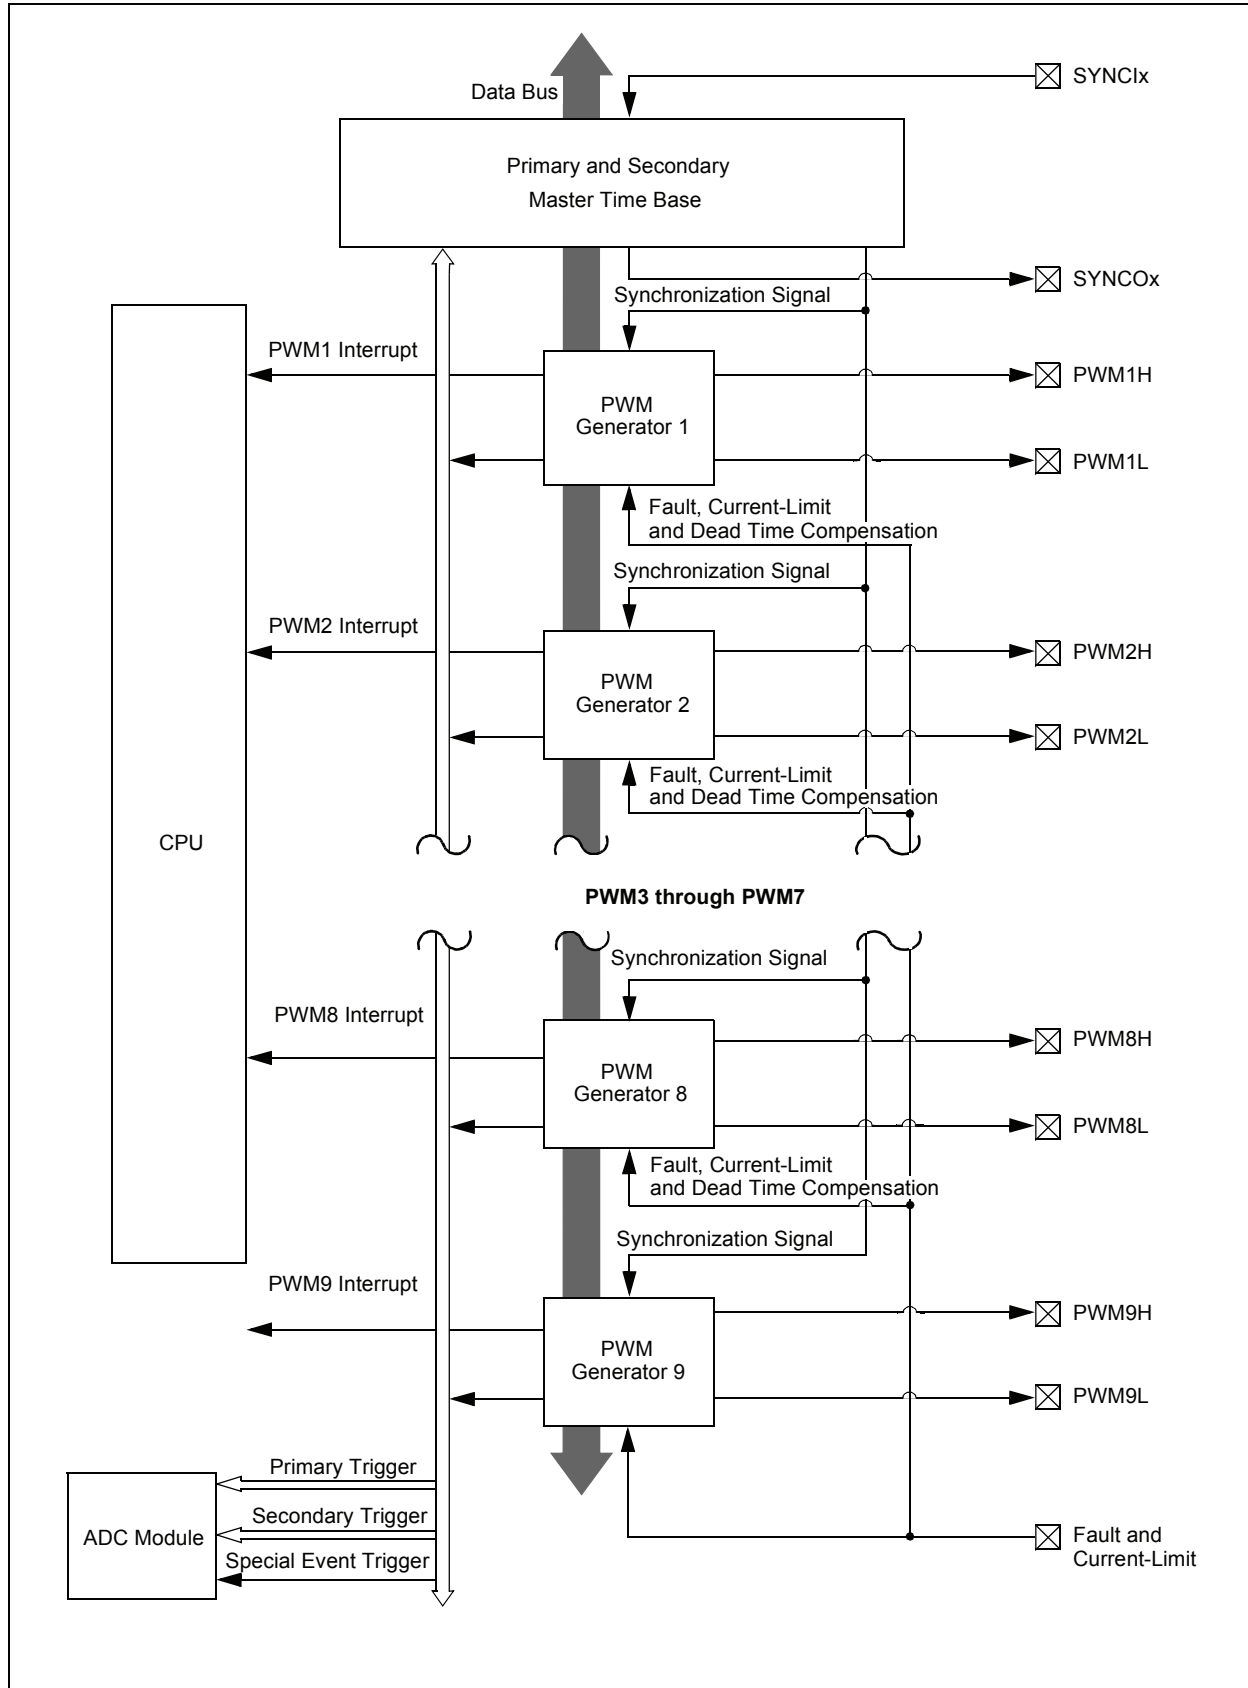 SYNCIx
Data Bus
Primary and Secondary
Master Time Base
SYNCOx
Synchronization Signal
PWM1 Interrupt
PWM1H
PWM
Generator 1
PWM1L
Fault, Current-Limit
and Dead Time Compensation
Synchronization Signal
PWM2 Interrupt
PWM2H
PWM
Generator 2
PWM2L
Fault, Current-Limit
and Dead Time Compensation
CPU
PWM3 through PWM7
Synchronization Signal
PWM8 Interrupt
PWM8H
PWM
Generator 8
PWM8L
Fault, Current-Limit
and Dead Time Compensation
Synchronization Signal
PWM9 Interrupt
PWM9H
PWM
Generator 9
PWM9L
Primary Trigger
Secondary Trigger
ADC Module
Special Event Trigger
Fault and
Current-Limit